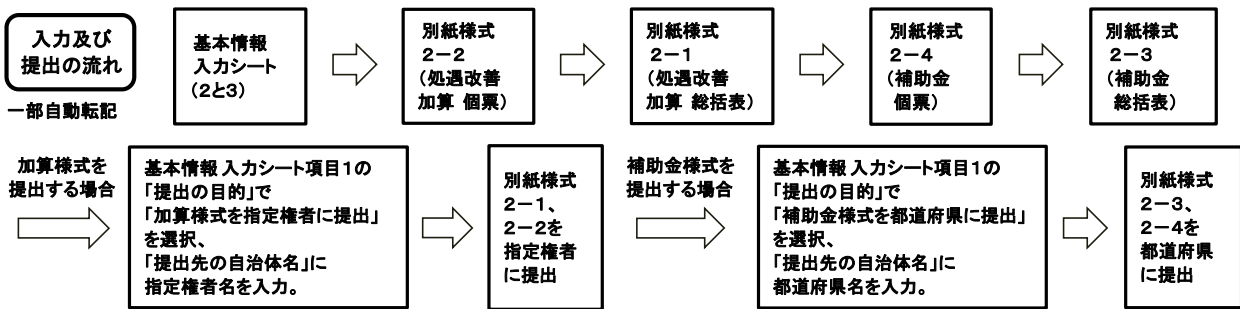 入力及び
提出の流れ
一部自動転記
基本情報
入力シート
(2と3)
別紙様式
2-2
(処遇改善
加算 個票)
別紙様式
2-1
(処遇改善
加算 総括表)
別紙様式
2-4
(補助金
個票)
別紙様式
2-3
(補助金
総括表)
加算様式を
提出する場合
基本情報 入力シート項目1の
「提出の目的」で
「加算様式を指定権者に提出」
を選択、
「提出先の自治体名」に
指定権者名を入力。
別紙様式
2-1、
2-2を
指定権者
に提出
補助金様式を
提出する場合
基本情報 入力シート項目1の
「提出の目的」で
「補助金様式を都道府県に提出」
を選択、
「提出先の自治体名」に
都道府県名を入力。
別紙様式
2-3、
2-4を
都道府県
に提出